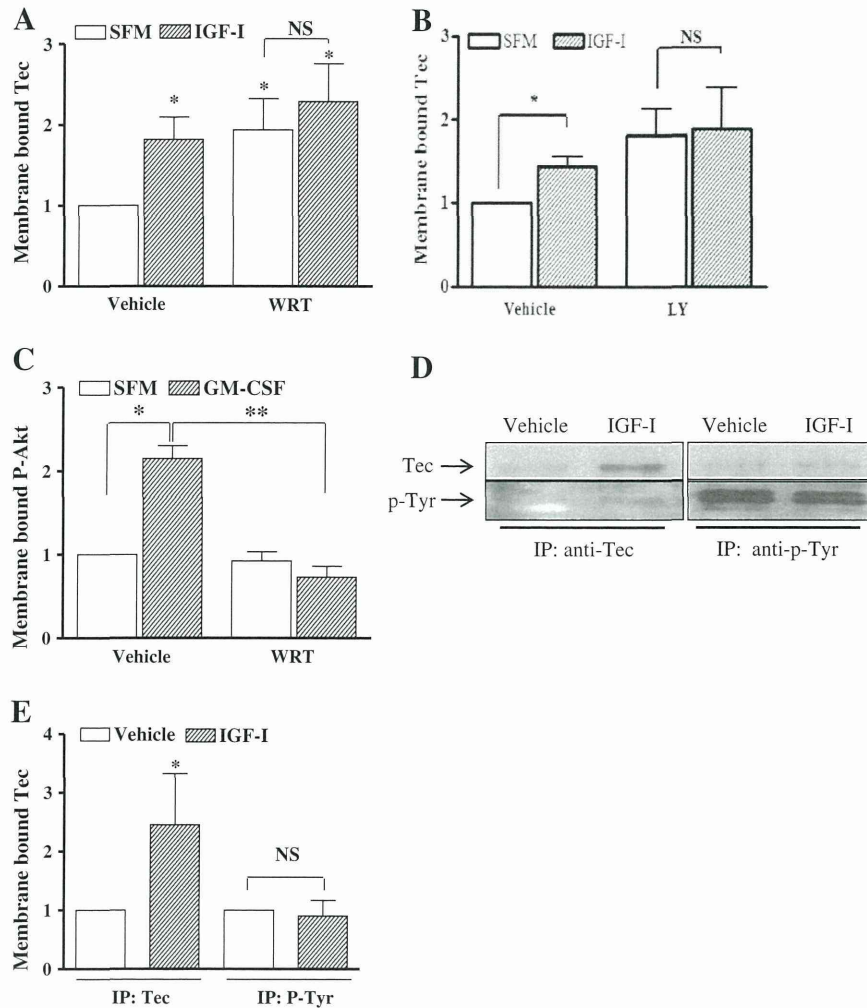 A
SFM IGF-I
NS
Membrane bound Tec
3
2
1
0
*
*
*
Vehicle WRT
B
SFM IGF-I
NS
Membrane bound Tec
3
2
1
0
*
Vehicle LY
C
SFM GM-CSF
Membrane bound P-Akt
3
2
1
0
* **
Vehicle WRT
D
Vehicle IGF-I Vehicle IGF-I
Tec
p-Tyr
IP: anti-Tec IP: anti-p-Tyr
E
Vehicle IGF-I
Membrane bound Tec
4
3
2
1
0
*
NS
IP: Tec IP: P-Tyr